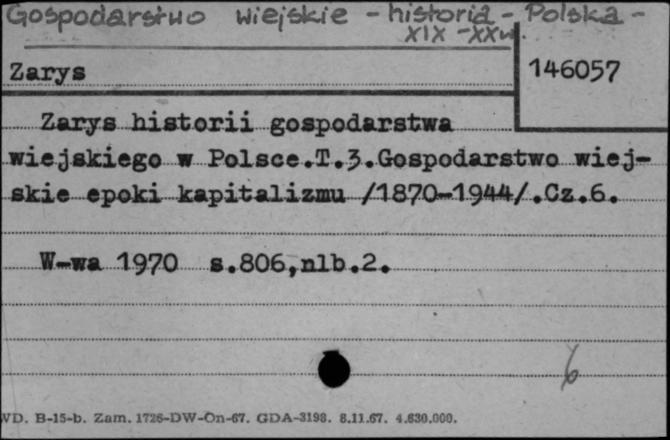 Gospodarstwo wiejskie - historia - Polska -
XIX - XX w.
Zarys
146057
Zarys historii gospodarstwa
wiejskiego w Polsce.T.3.Gospodarstwo wiej-
skie epoki kapitalizmu /1870-1944/.Cz.6.
W-wa 1970 s.806,nlb.2.
6
WD. B-15-b. Zam. 1726-DW-On-67. GDA-3198. 8.11.67. 4.630.000.